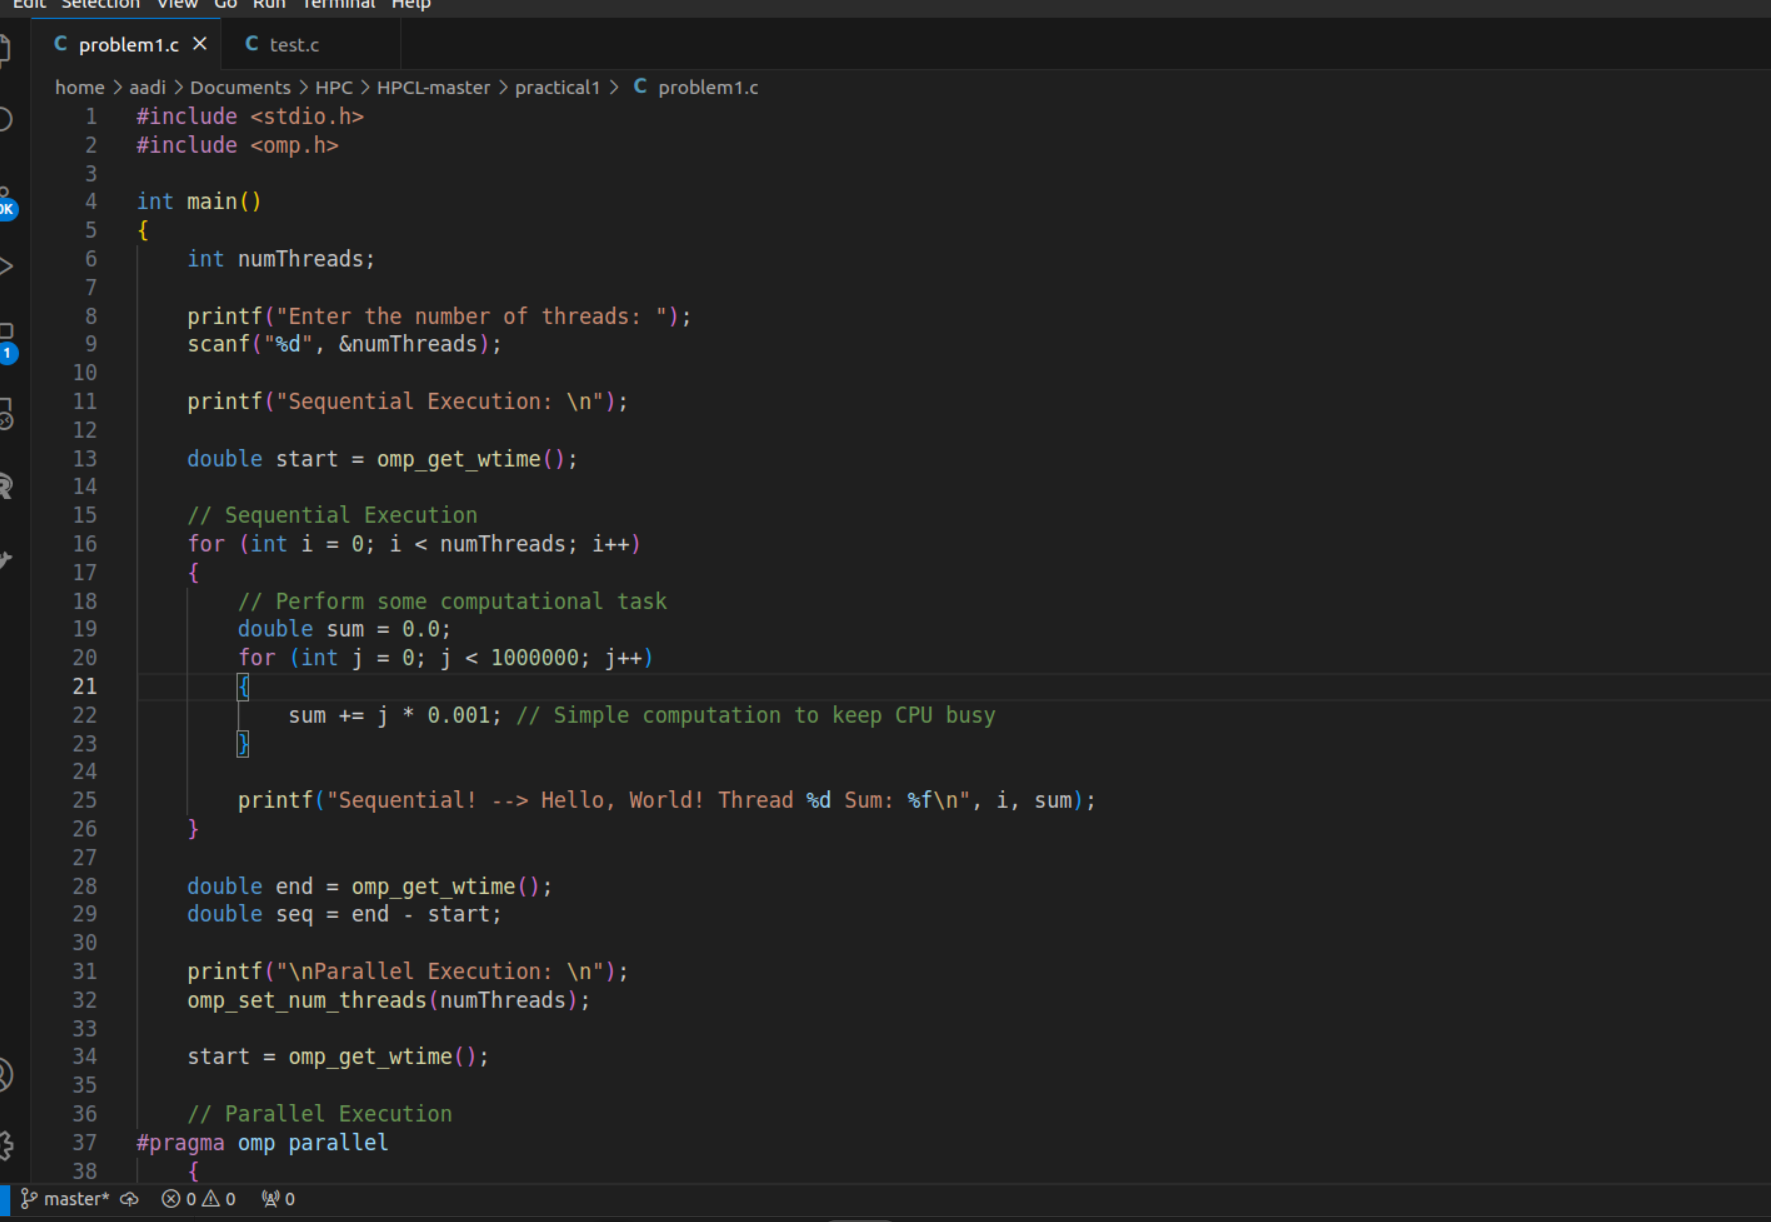 Edit Selection View Go Run Terminal Help
C problem1.c × C test.c
home > aadi > Documents > HPC > HPCL-master > practical1 > C problem1.c
1 #include <stdio.h>
2 #include <omp.h>
3
4 int main()
5 {
6     int numThreads;
7
8     printf("Enter the number of threads: ");
9     scanf("%d", &numThreads);
10
11     printf("Sequential Execution: \n");
12
13     double start = omp_get_wtime();
14
15     // Sequential Execution
16     for (int i = 0; i < numThreads; i++)
17     {
18         // Perform some computational task
19         double sum = 0.0;
20         for (int j = 0; j < 1000000; j++)
21         {
22             sum += j * 0.001; // Simple computation to keep CPU busy
23         }
24
25         printf("Sequential! --> Hello, World! Thread %d Sum: %f\n", i, sum);
26     }
27
28     double end = omp_get_wtime();
29     double seq = end - start;
30
31     printf("\nParallel Execution: \n");
32     omp_set_num_threads(numThreads);
33
34     start = omp_get_wtime();
35
36     // Parallel Execution
37 #pragma omp parallel
38     {
1
master* 0 0 0